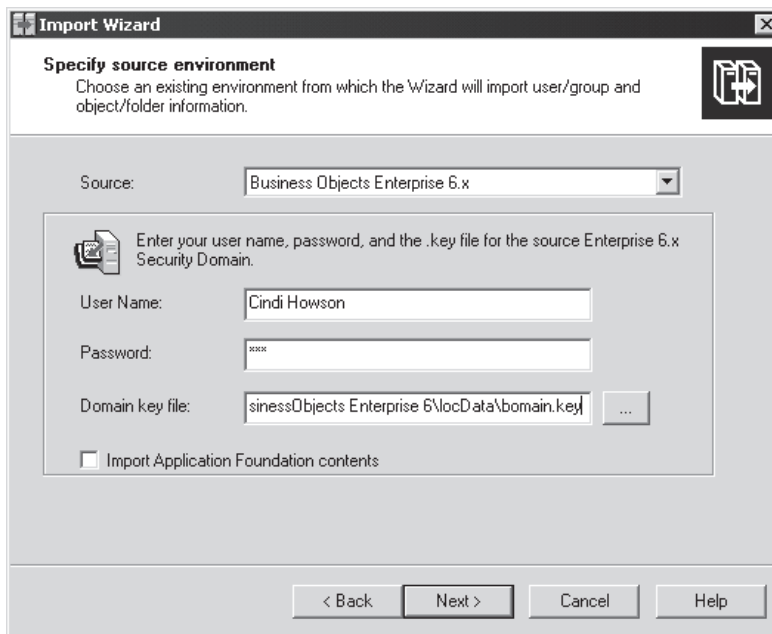 Import Wizard
Specify source environment
Choose an existing environment from which the Wizard will import user/group and
object/folder information.
Source: Business Objects Enterprise 6.x
Enter your user name, password, and the .key file for the source Enterprise 6.x
Security Domain.
User Name: Cindi Howson
Password: ***
Domain key file: sinessObjects Enterprise 6\locData\bomain.key ...
Import Application Foundation contents
< Back Next > Cancel Help